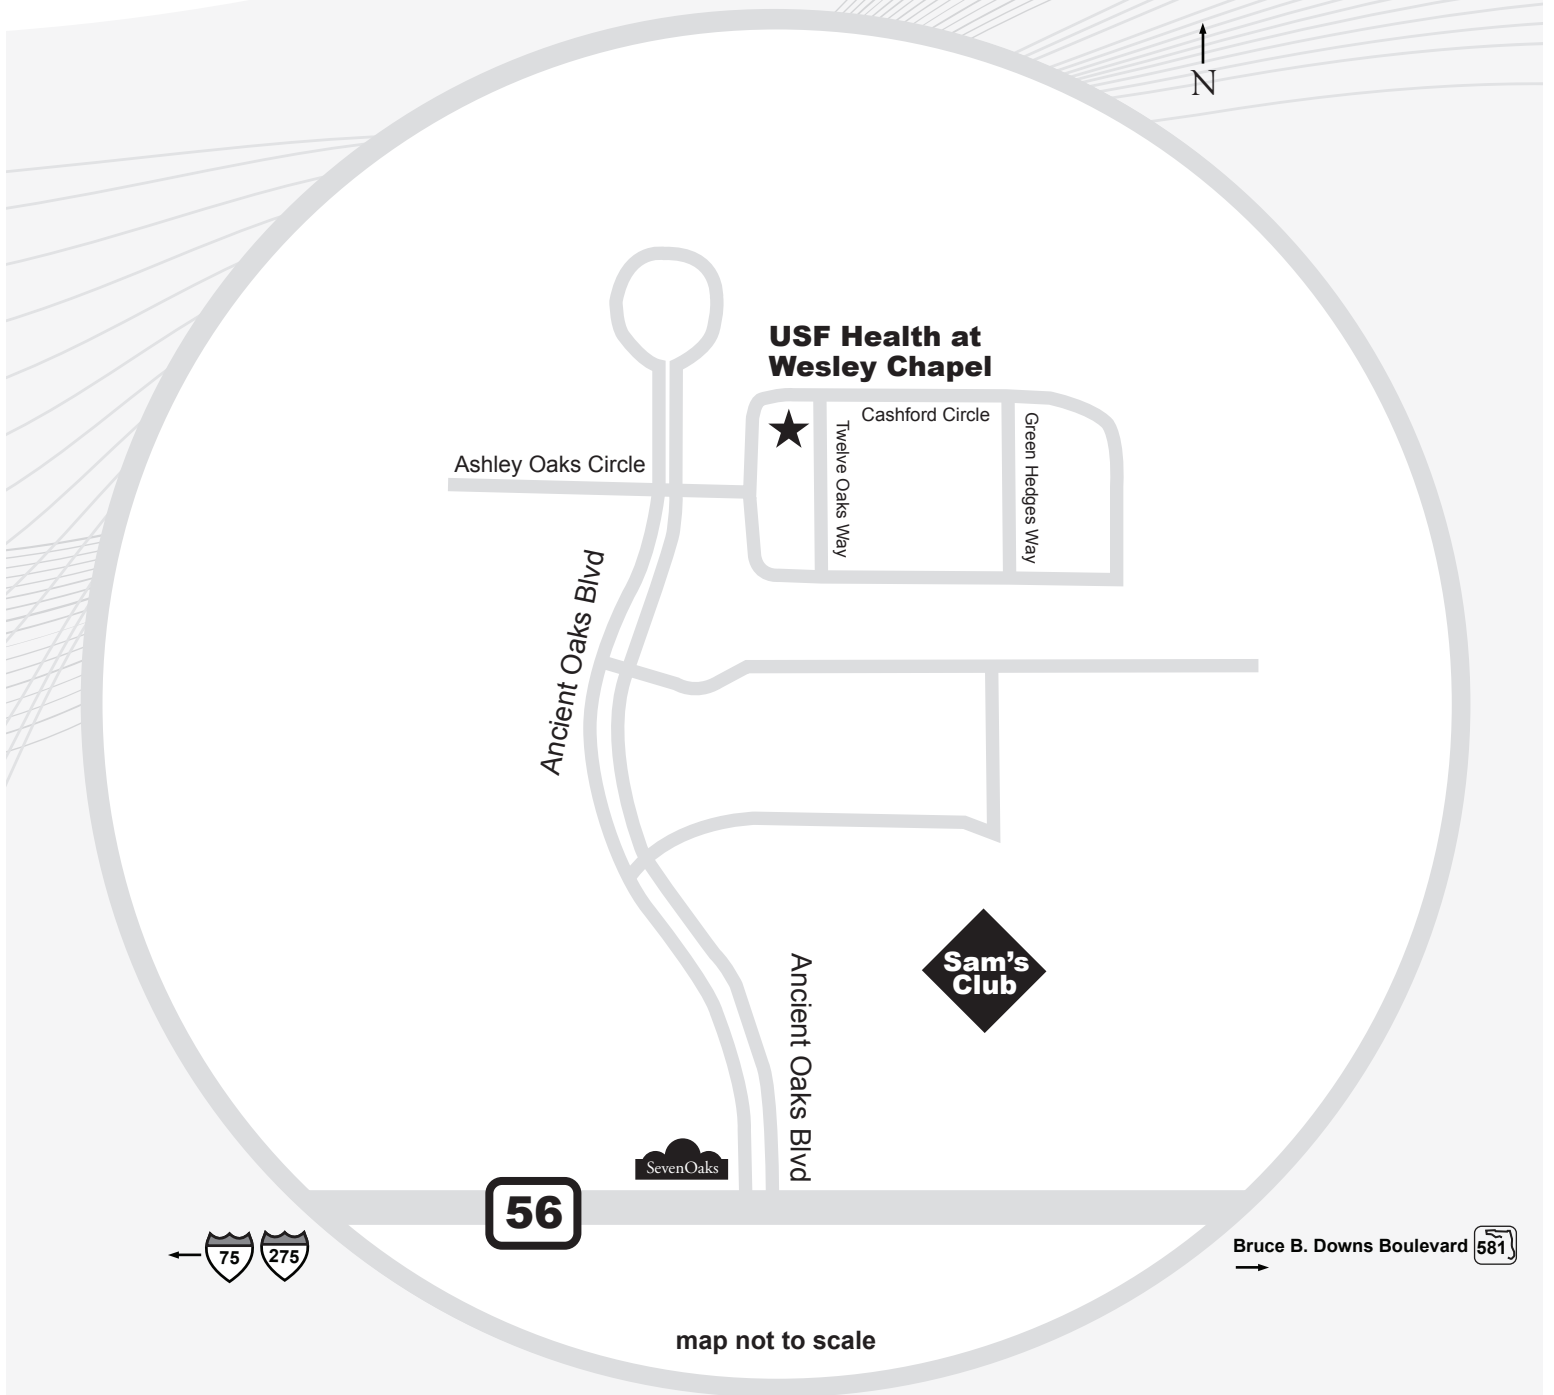 N
USF Health at
Wesley Chapel
Cashford Circle
Twelve Oaks Way
Green Hedges Way
Ashley Oaks Circle
Ancient Oaks Blvd
Sam's
Club
Ancient Oaks Blvd
SevenOaks
56
75
275
Bruce B. Downs Boulevard 581
map not to scale